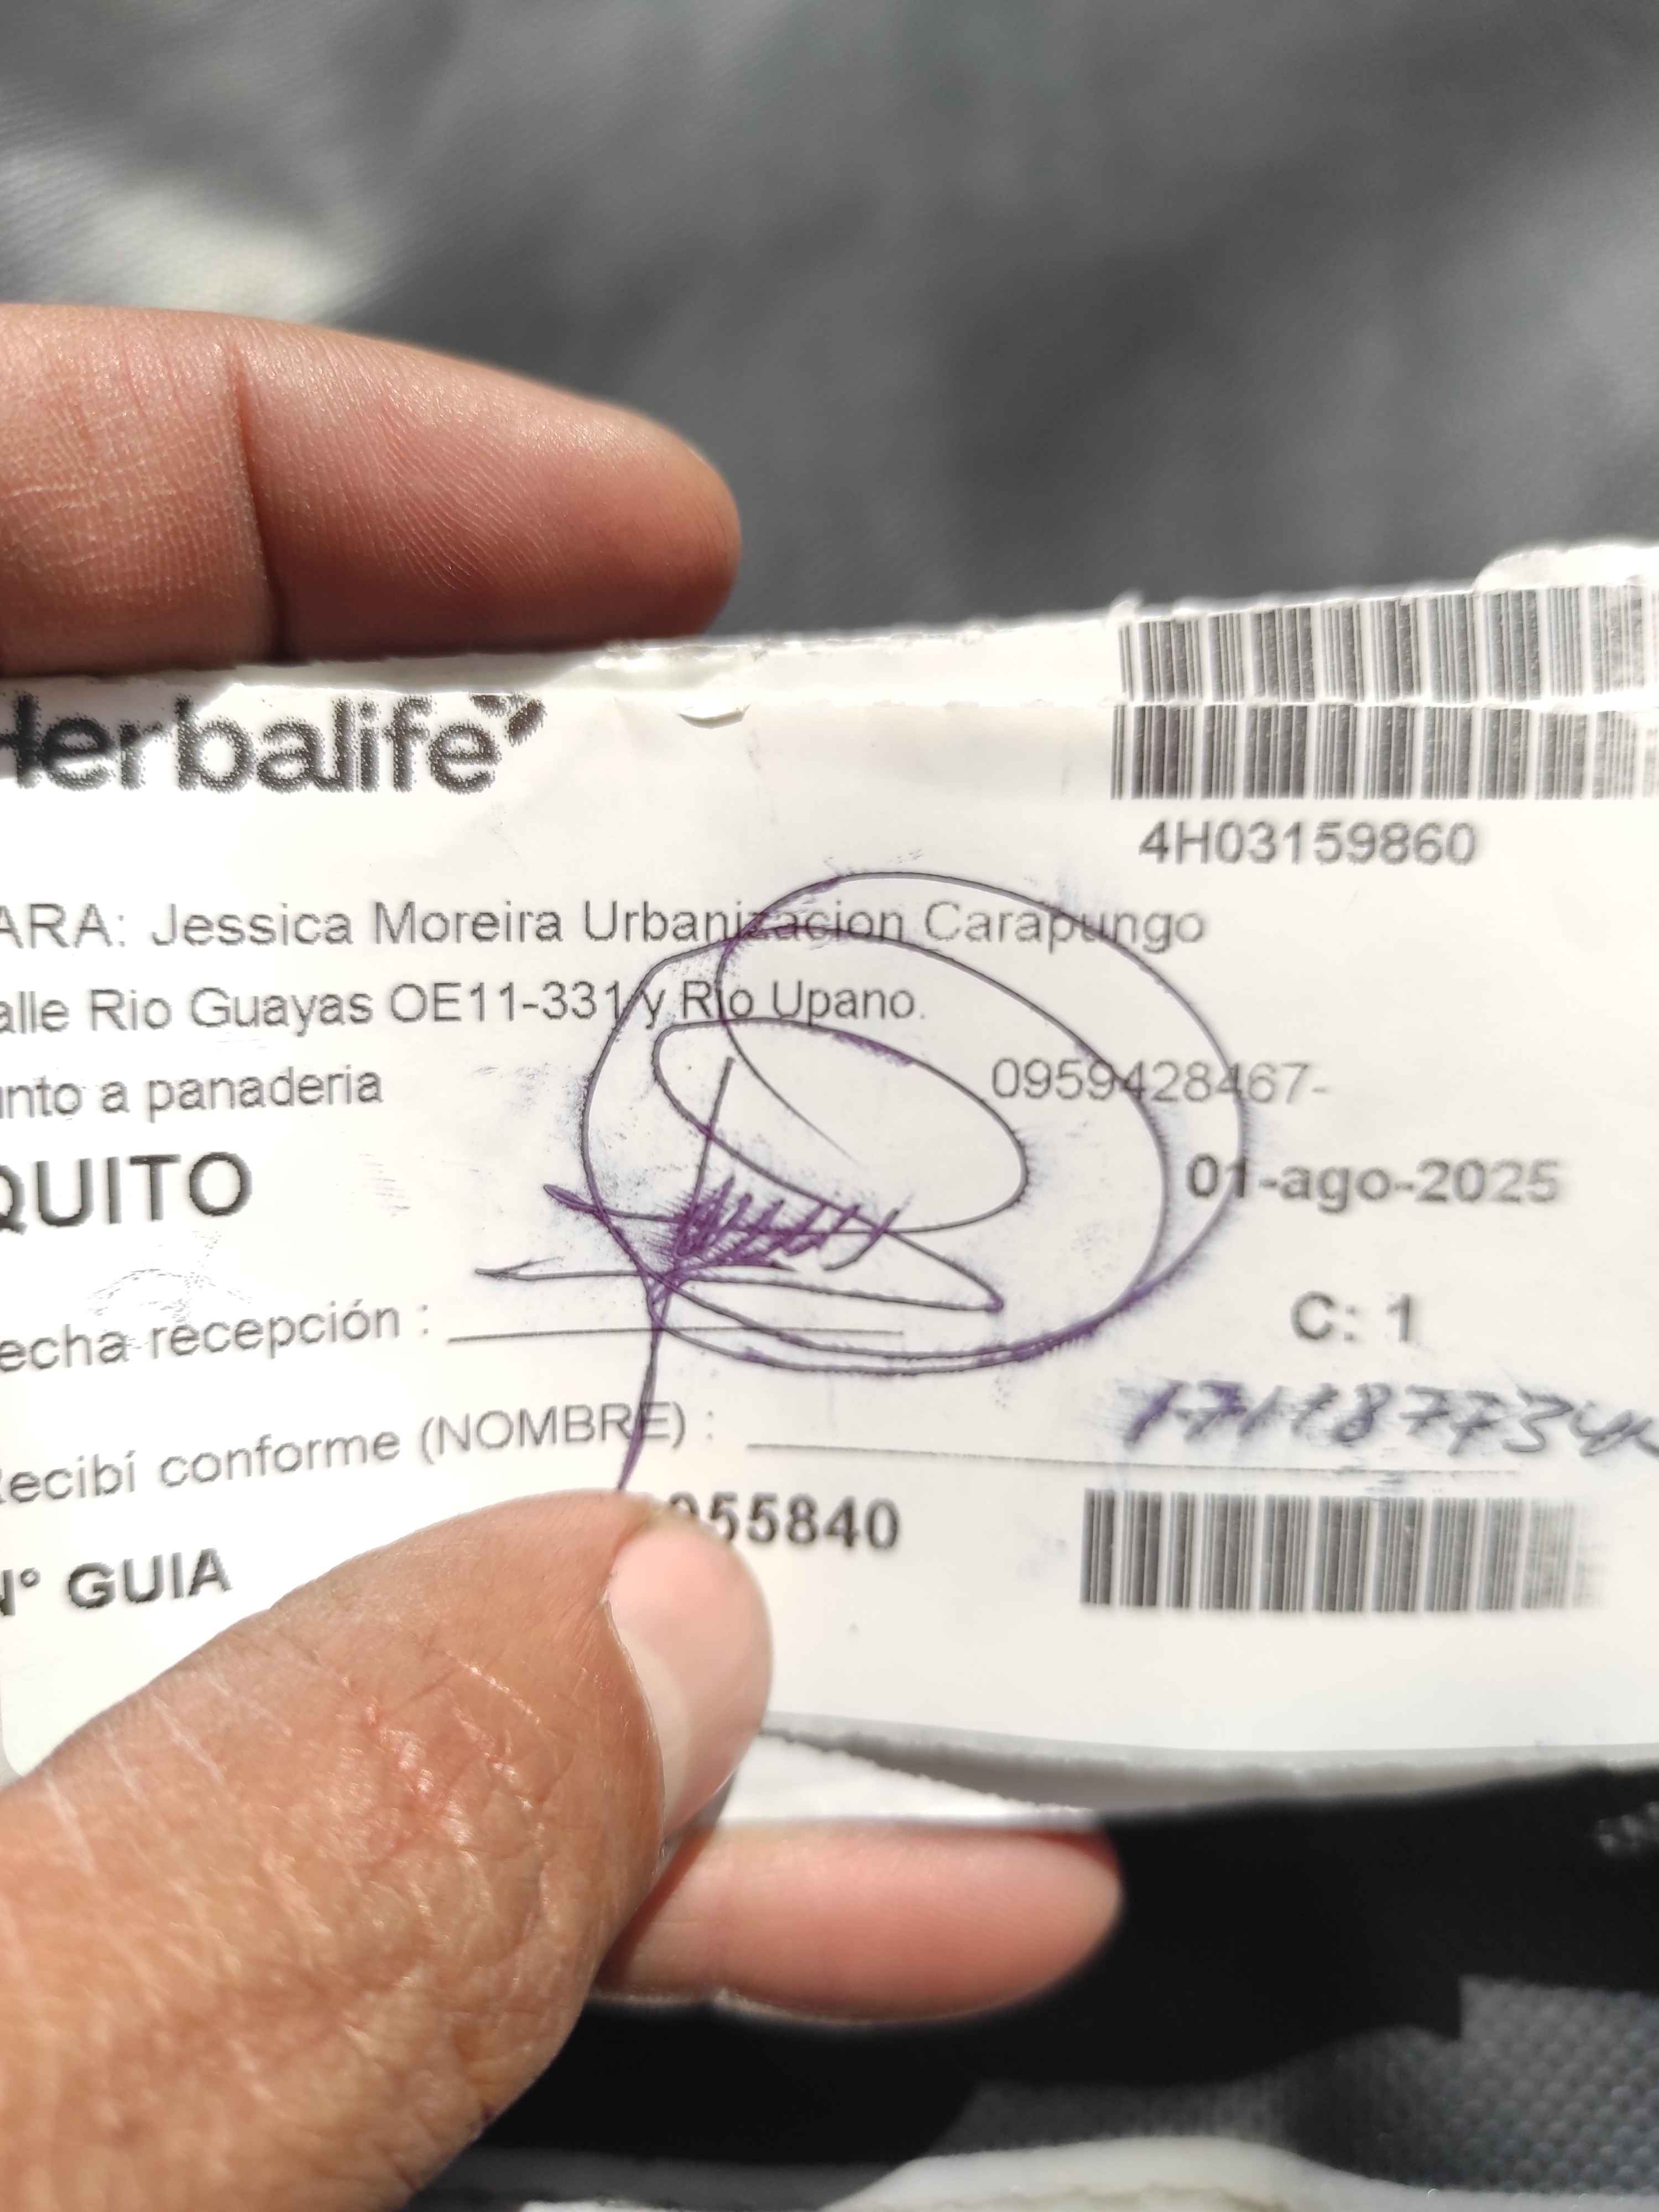 Herbalife
4H03159860
ARA: Jessica Moreira Urbanizacion Carapungo
alle Rio Guayas OE11-331 y Rio Upano.
nto a panaderia
0959428467-
QUITO
01-ago-2025
echa recepción :
C: 1
Recibí conforme (NOMBRE) :
N° GUIA
55840